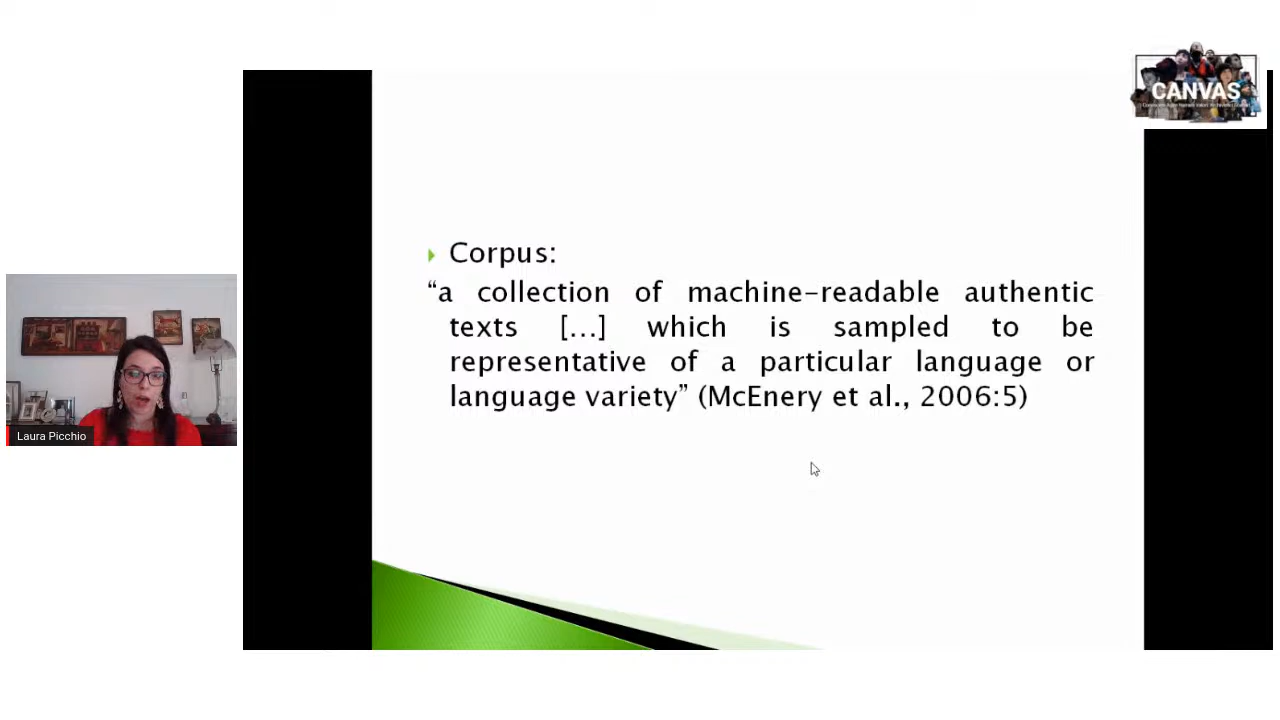 CANVAS
Corpus:
“a collection of machine-readable authentic
texts […] which is sampled to be
representative of a particular language or
language variety” (McEnery et al., 2006:5)
Laura Picchio